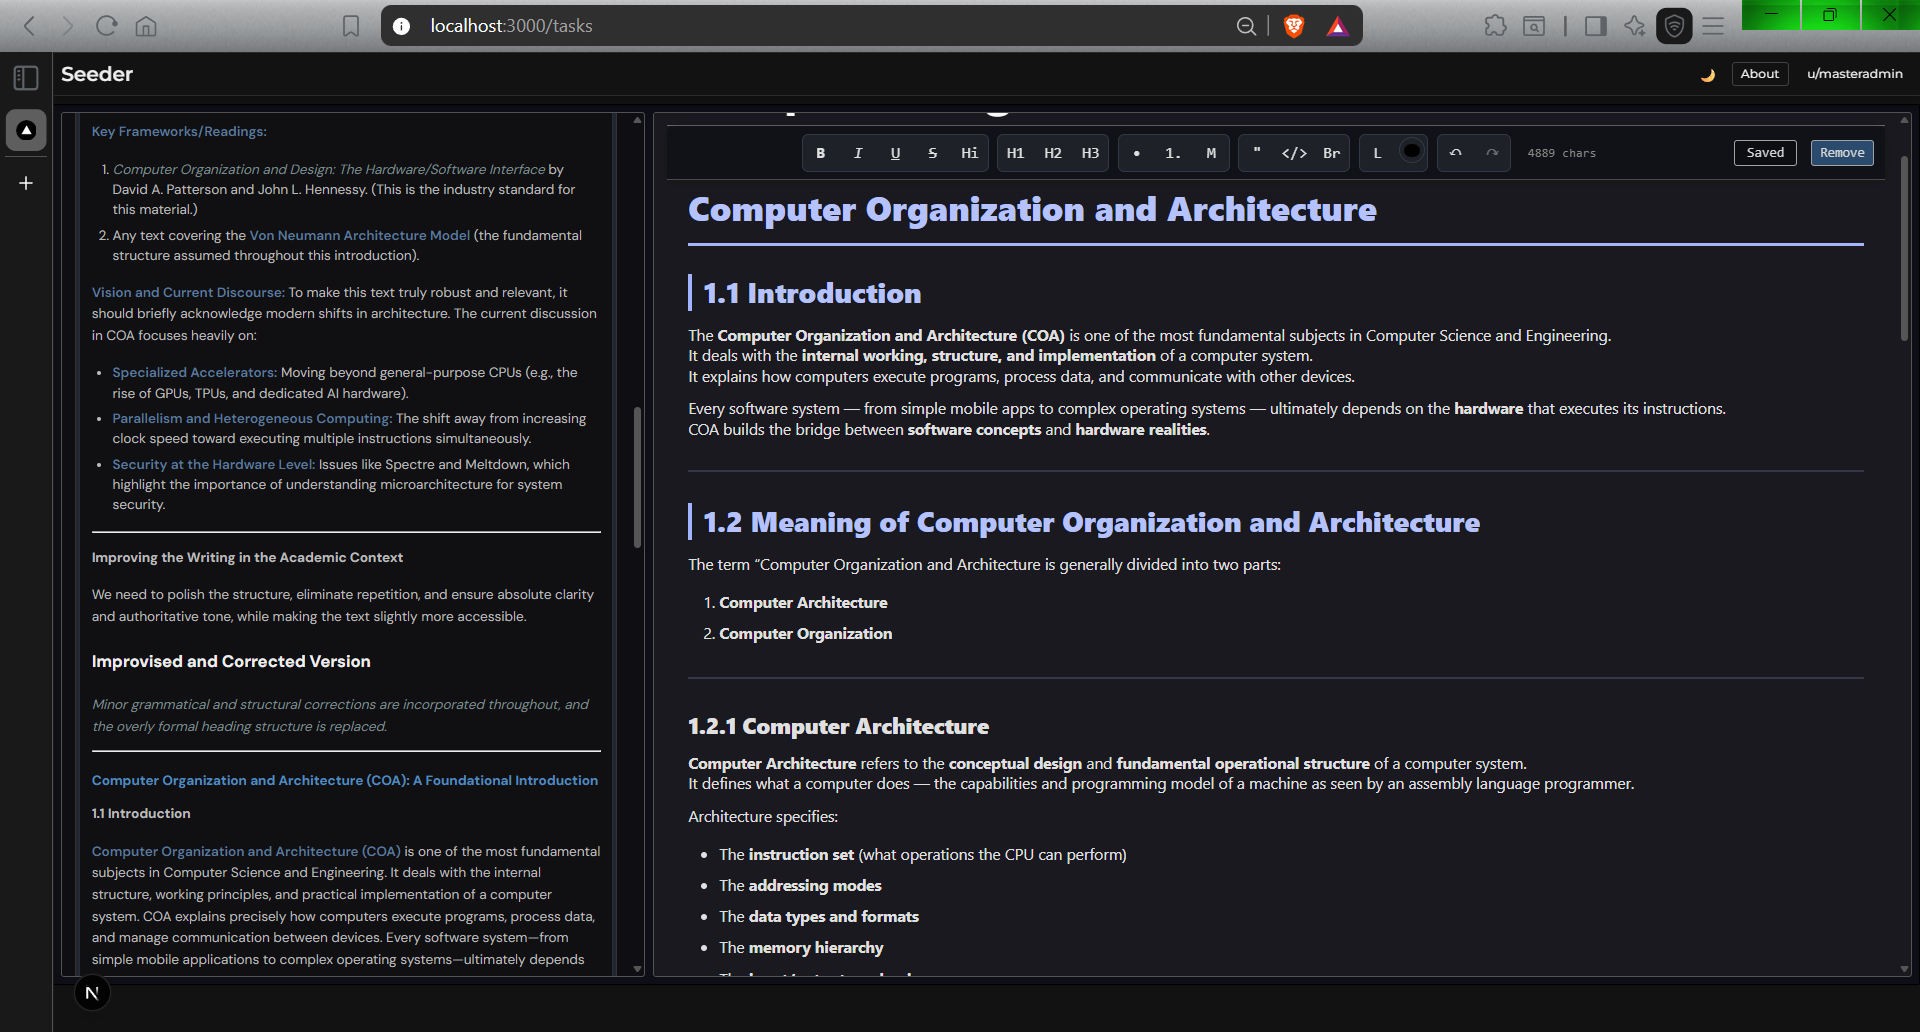 localhost:3000/tasks
Seeder
About
u/masteradmin
Key Frameworks/Readings:
1. Computer Organization and Design: The Hardware/Software Interface by
David A. Patterson and John L. Hennessy. (This is the industry standard for
this material.)
2. Any text covering the Von Neumann Architecture Model (the fundamental
structure assumed throughout this introduction).
Vision and Current Discourse: To make this text truly robust and relevant, it
should briefly acknowledge modern shifts in architecture. The current discussion
in COA focuses heavily on:
• Specialized Accelerators: Moving beyond general-purpose CPUs (e.g., the
rise of GPUs, TPUs, and dedicated AI hardware).
• Parallelism and Heterogeneous Computing: The shift away from increasing
clock speed toward executing multiple instructions simultaneously.
• Security at the Hardware Level: Issues like Spectre and Meltdown, which
highlight the importance of understanding microarchitecture for system
security.
Improving the Writing in the Academic Context
We need to polish the structure, eliminate repetition, and ensure absolute clarity
and authoritative tone, while making the text slightly more accessible.
Improvised and Corrected Version
Minor grammatical and structural corrections are incorporated throughout, and
the overly formal heading structure is replaced.
Computer Organization and Architecture (COA): A Foundational Introduction
1.1 Introduction
Computer Organization and Architecture (COA) is one of the most fundamental
subjects in Computer Science and Engineering. It deals with the internal
structure, working principles, and practical implementation of a computer
system. COA explains precisely how computers execute programs, process data,
and manage communication between devices. Every software system—from
simple mobile applications to complex operating systems—ultimately depends
N
B I U S Hi H1 H2 H3 • 1. M " </> Br L 4889 chars Saved Remove
Computer Organization and Architecture
1.1 Introduction
The Computer Organization and Architecture (COA) is one of the most fundamental subjects in Computer Science and Engineering.
It deals with the internal working, structure, and implementation of a computer system.
It explains how computers execute programs, process data, and communicate with other devices.
Every software system — from simple mobile apps to complex operating systems — ultimately depends on the hardware that executes its instructions.
COA builds the bridge between software concepts and hardware realities.
1.2 Meaning of Computer Organization and Architecture
The term “Computer Organization and Architecture is generally divided into two parts:
1. Computer Architecture
2. Computer Organization
1.2.1 Computer Architecture
Computer Architecture refers to the conceptual design and fundamental operational structure of a computer system.
It defines what a computer does — the capabilities and programming model of a machine as seen by an assembly language programmer.
Architecture specifies:
• The instruction set (what operations the CPU can perform)
• The addressing modes
• The data types and formats
• The memory hierarchy